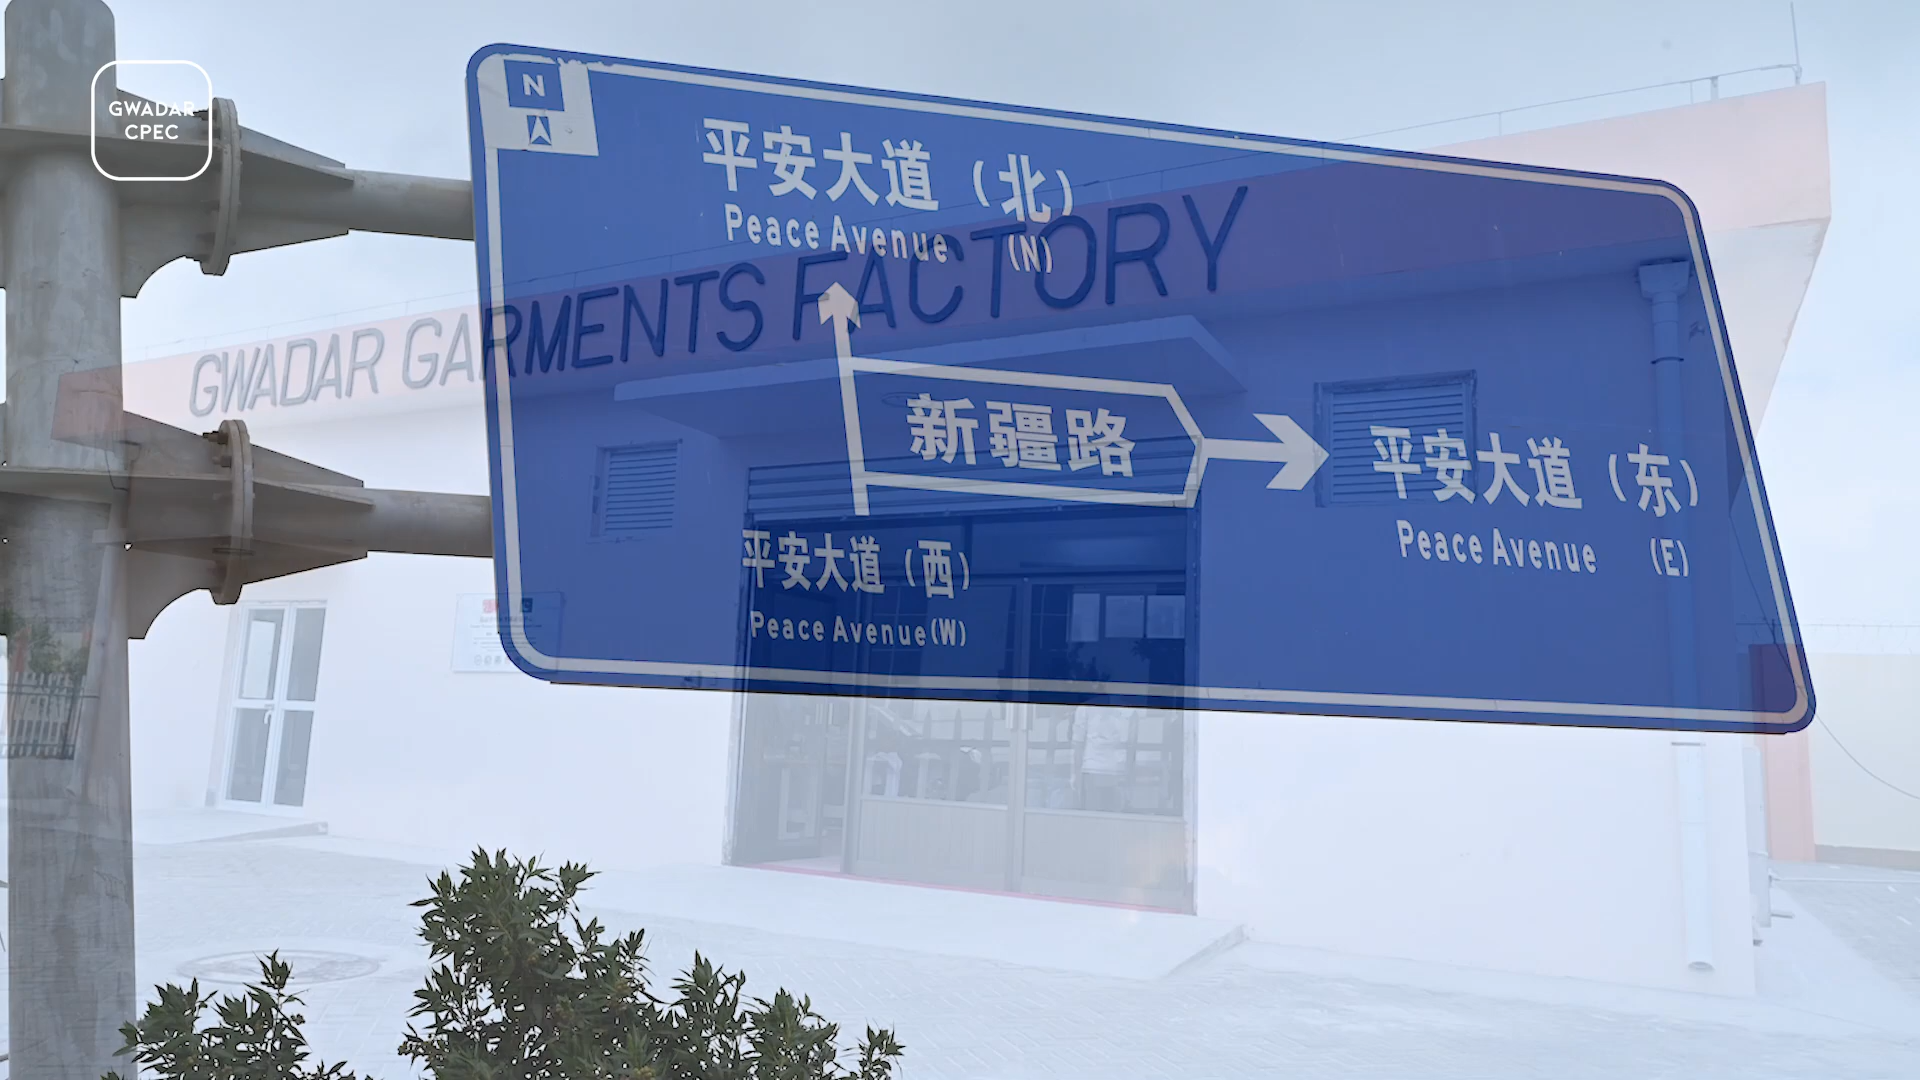 GWADAR
CPEC
N
平安大道（北）
Peace Avenue (N)
GWADAR GARMENTS FACTORY
新疆路
平安大道（东）
Peace Avenue (E)
平安大道（西）
Peace Avenue(W)